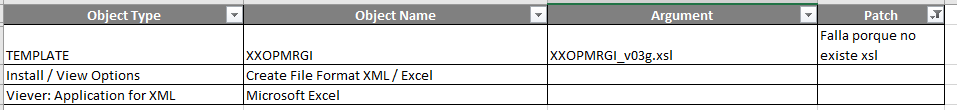 Object Type Object Name Argument Patch
TEMPLATE XXOPMRGI XXOPMRGI_v03g.xsl Falla porque no
existe xsl
Install / View Options Create File Format XML / Excel
Viever: Application for XML Microsoft Excel